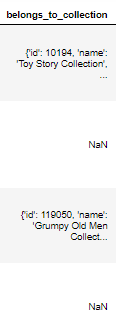 belongs_to_collection
{'id': 10194, 'name':
'Toy Story Collection',
...
NaN
{'id': 119050, 'name':
'Grumpy Old Men
Collect...
NaN